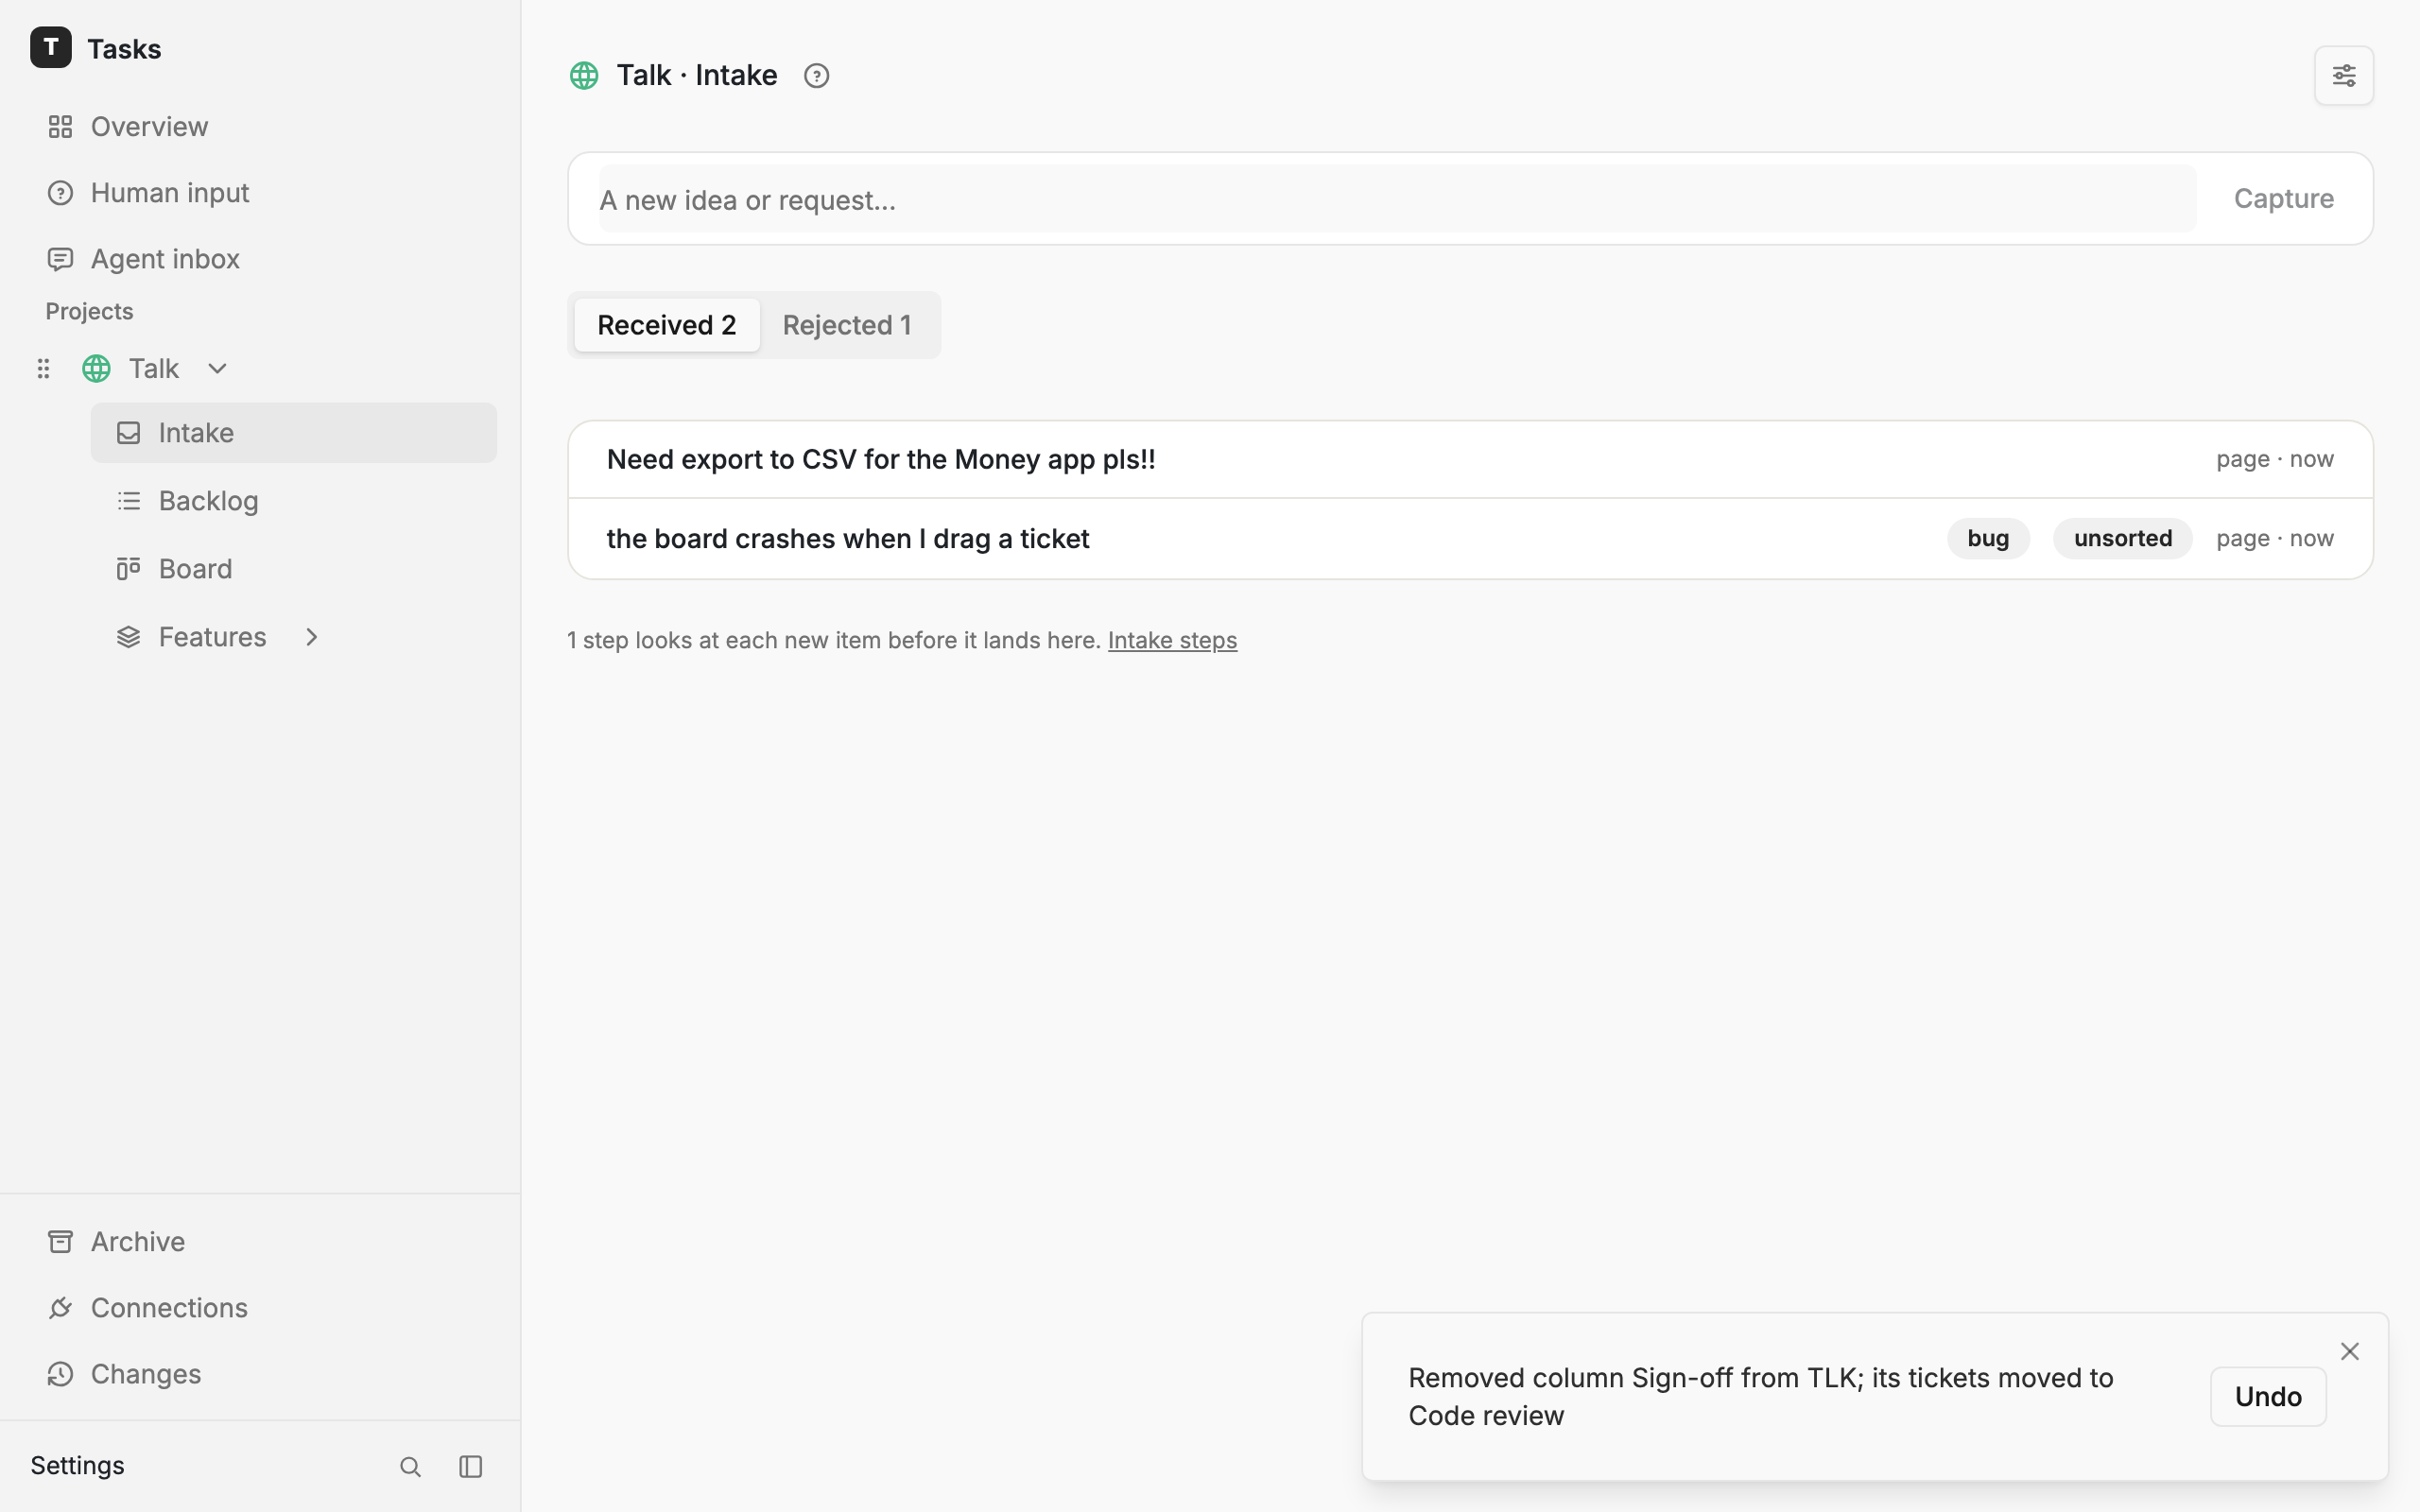 T Tasks
Overview
Human input
Agent inbox
Projects
Talk
Intake
Backlog
Board
Features
Archive
Connections
Changes
Settings
Talk · Intake
A new idea or request...
Capture
Received 2
Rejected 1
Need export to CSV for the Money app pls!!
page · now
the board crashes when I drag a ticket
bug
unsorted
page · now
1 step looks at each new item before it lands here. Intake steps
Removed column Sign-off from TLK; its tickets moved to
Code review
Undo